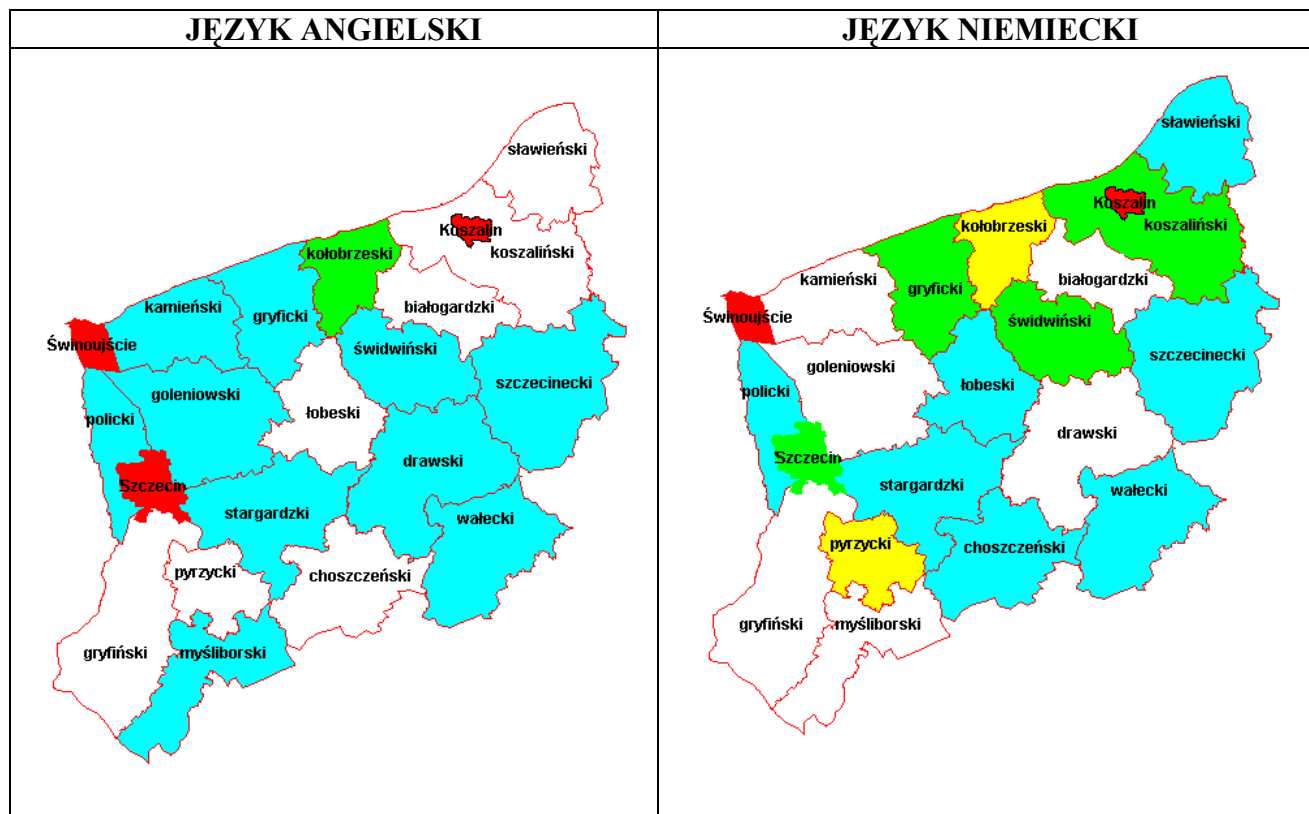 JĘZYK ANGIELSKI
JĘZYK NIEMIECKI
sławieński
Koszalin
koszaliński
kołobrzeski
białogardzki
kamieński
gryficki
Świnoujście
świdwiński
szczecinecki
goleniowski
łobeski
policki
drawski
Szczecin
stargardzki
wałecki
pyrzycki
choszczeński
gryfiński
myśliborski
sławieński
Koszalin
koszaliński
kołobrzeski
białogardzki
kamieński
gryficki
Świnoujście
świdwiński
szczecinecki
goleniowski
łobeski
policki
drawski
Szczecin
stargardzki
wałecki
pyrzycki
choszczeński
gryfiński
myśliborski